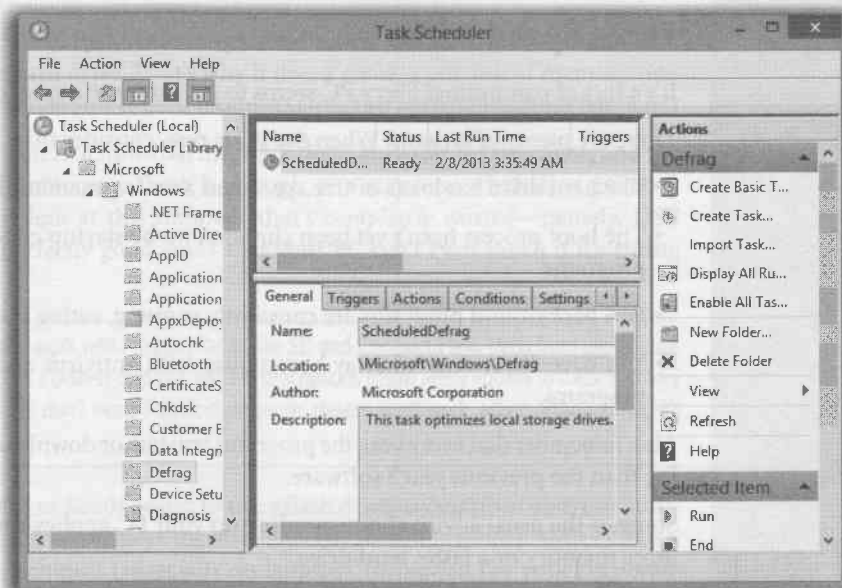 Task Scheduler
File Action View Help
Task Scheduler (Local)
Task Scheduler Library
Microsoft
Windows
.NET Frame
Active Direc
AppID
Application
Application
AppxDeploy
Autochk
Bluetooth
CertificateS
Chkdsk
Customer E
Data Integri
Defrag
Device Setu
Diagnosis
Name Status Last Run Time Triggers
ScheduledD... Ready 2/8/2013 3:35:49 AM
General Triggers Actions Conditions Settings
Name: ScheduledDefrag
Location: \Microsoft\Windows\Defrag
Author: Microsoft Corporation
Description: This task optimizes local storage drives.
Actions
Defrag
Create Basic T...
Create Task...
Import Task...
Display All Ru...
Enable All Tas...
New Folder...
Delete Folder
View
Refresh
Help
Selected Item
Run
End